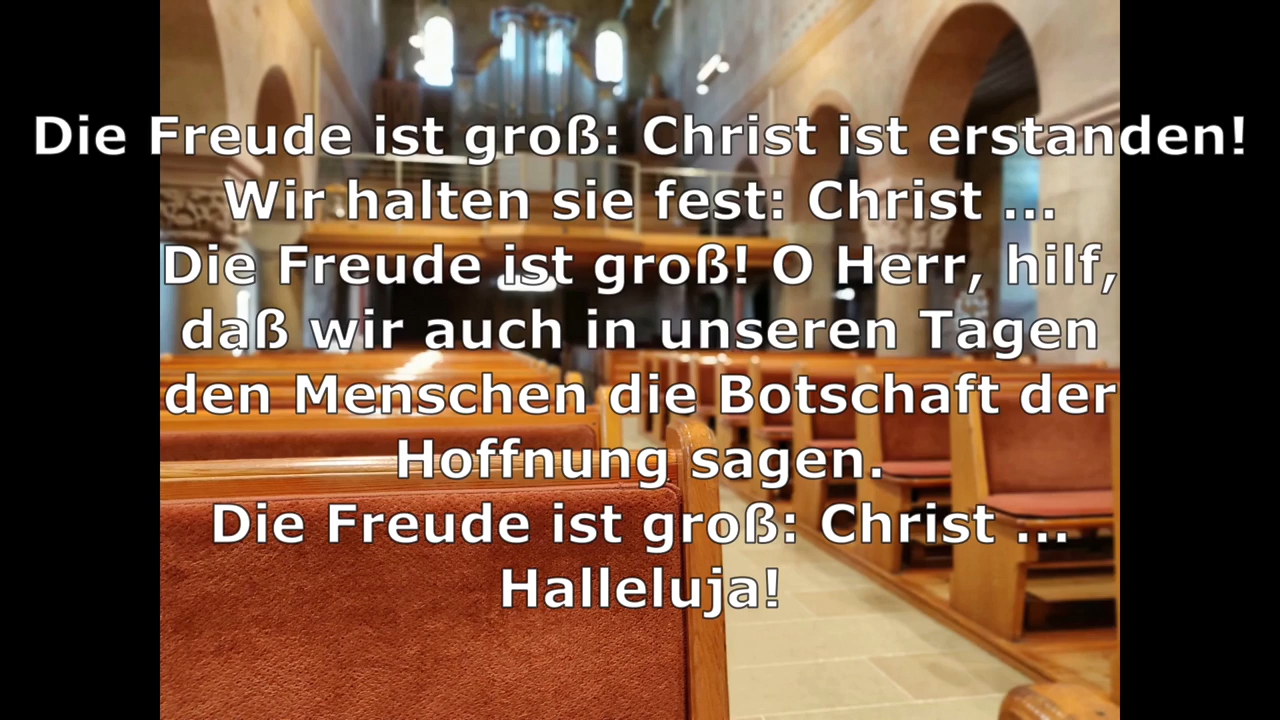 Die Freude ist groß: Christ ist erstanden!
Wir halten sie fest: Christ ...
Die Freude ist groß! O Herr, hilf,
daß wir auch in unseren Tagen
den Menschen die Botschaft der
Hoffnung sagen.
Die Freude ist groß: Christ ...
Halleluja!